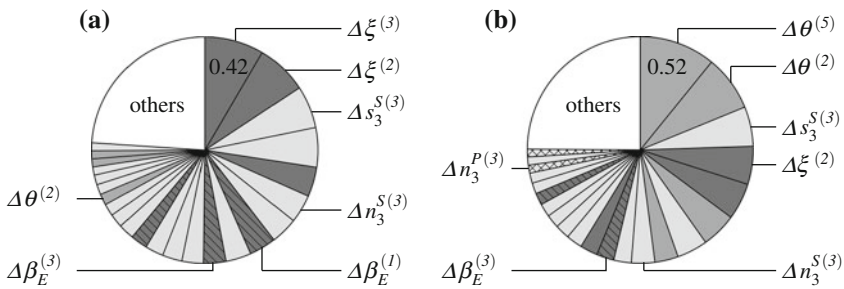 (a)
Δξ^(3)
0.42
Δξ^(2)
others
Δs_3^S(3)
Δθ^(2)
Δn_3^S(3)
Δβ_E^(3)
Δβ_E^(1)
(b)
Δθ^(5)
0.52
Δθ^(2)
others
Δs_3^S(3)
Δn_3^P(3)
Δξ^(2)
Δβ_E^(3)
Δn_3^S(3)